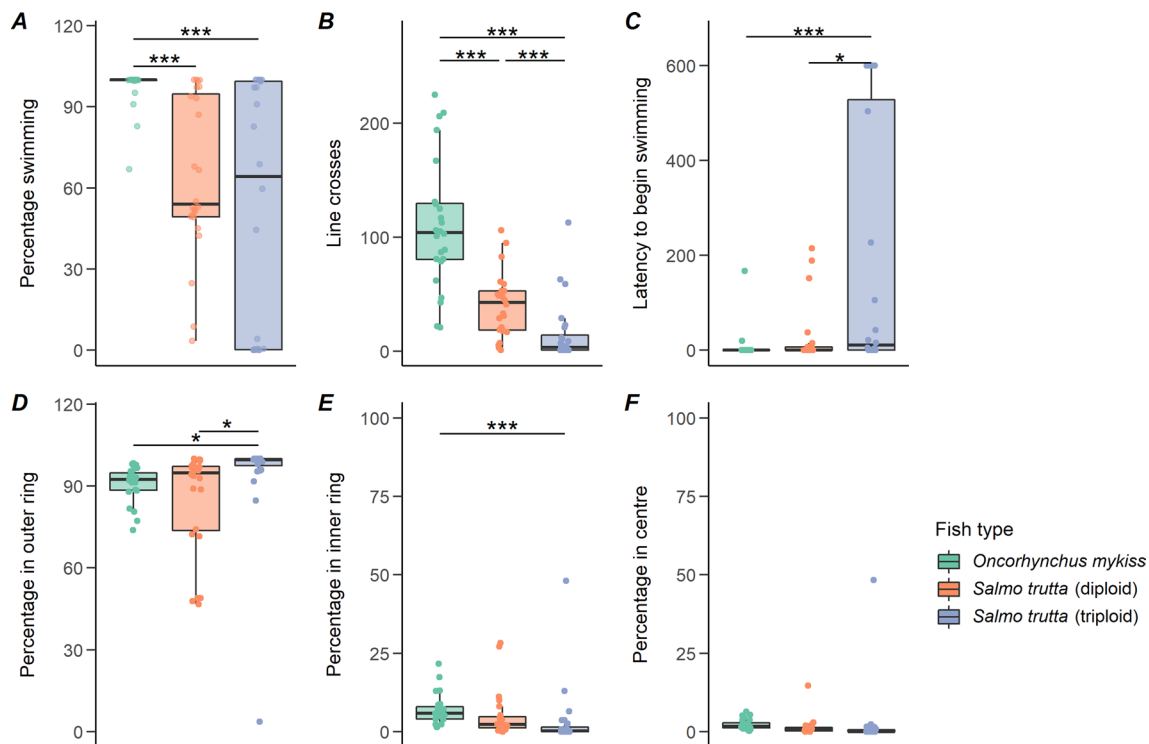 A
B
C
120
90
60
30
0
Percentage swimming
***
***
200
100
0
Line crosses
***
***
***
600
400
200
0
Latency to begin swimming
***
*
D
E
F
120
90
60
30
0
Percentage in outer ring
*
*
100
75
50
25
0
Percentage in inner ring
***
100
75
50
25
0
Percentage in centre
Fish type
Oncorhynchus mykiss
Salmo trutta (diploid)
Salmo trutta (triploid)